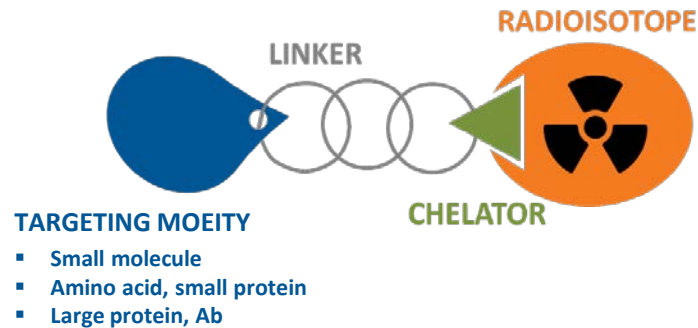 RADIOISOTOPE
LINKER
CHELATOR
TARGETING MOEITY
▪ Small molecule
▪ Amino acid, small protein
▪ Large protein, Ab